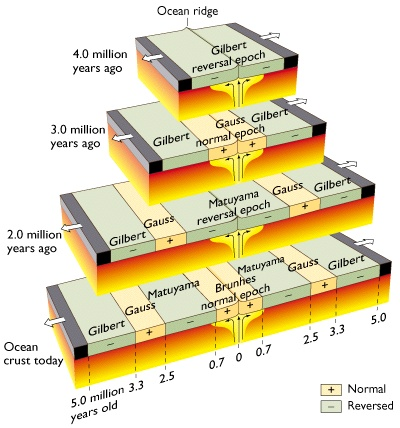 Ocean ridge
4.0 million
years ago
Gilbert
reversal epoch
− −
3.0 million
years ago
Gilbert
Gauss
normal epoch
Gilbert
− + + −
2.0 million
years ago
Gilbert
Gauss
Matuyama
reversal epoch
Gauss
Gilbert
− + − − + −
Ocean
crust today
Gilbert
Gauss
Matuyama
Brunhes
normal epoch
Matuyama
Gauss
Gilbert
− + − + + − + −
5.0 million
years old
3.3
2.5
0.7
0
0.7
2.5
3.3
5.0
+ Normal
− Reversed